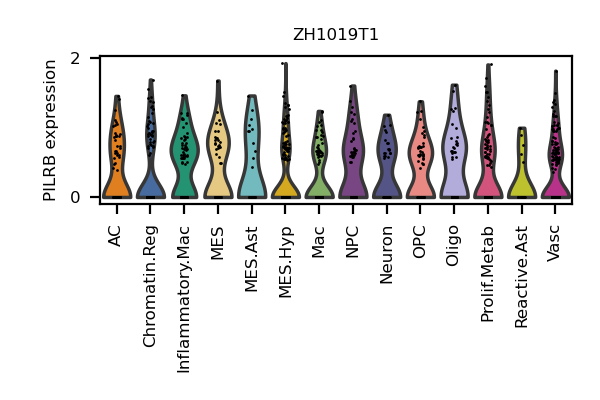 ZH1019T1
PILRB expression
2
0
AC
Chromatin.Reg
Inflammatory.Mac
MES
MES.Ast
MES.Hyp
Mac
NPC
Neuron
OPC
Oligo
Prolif.Metab
Reactive.Ast
Vasc